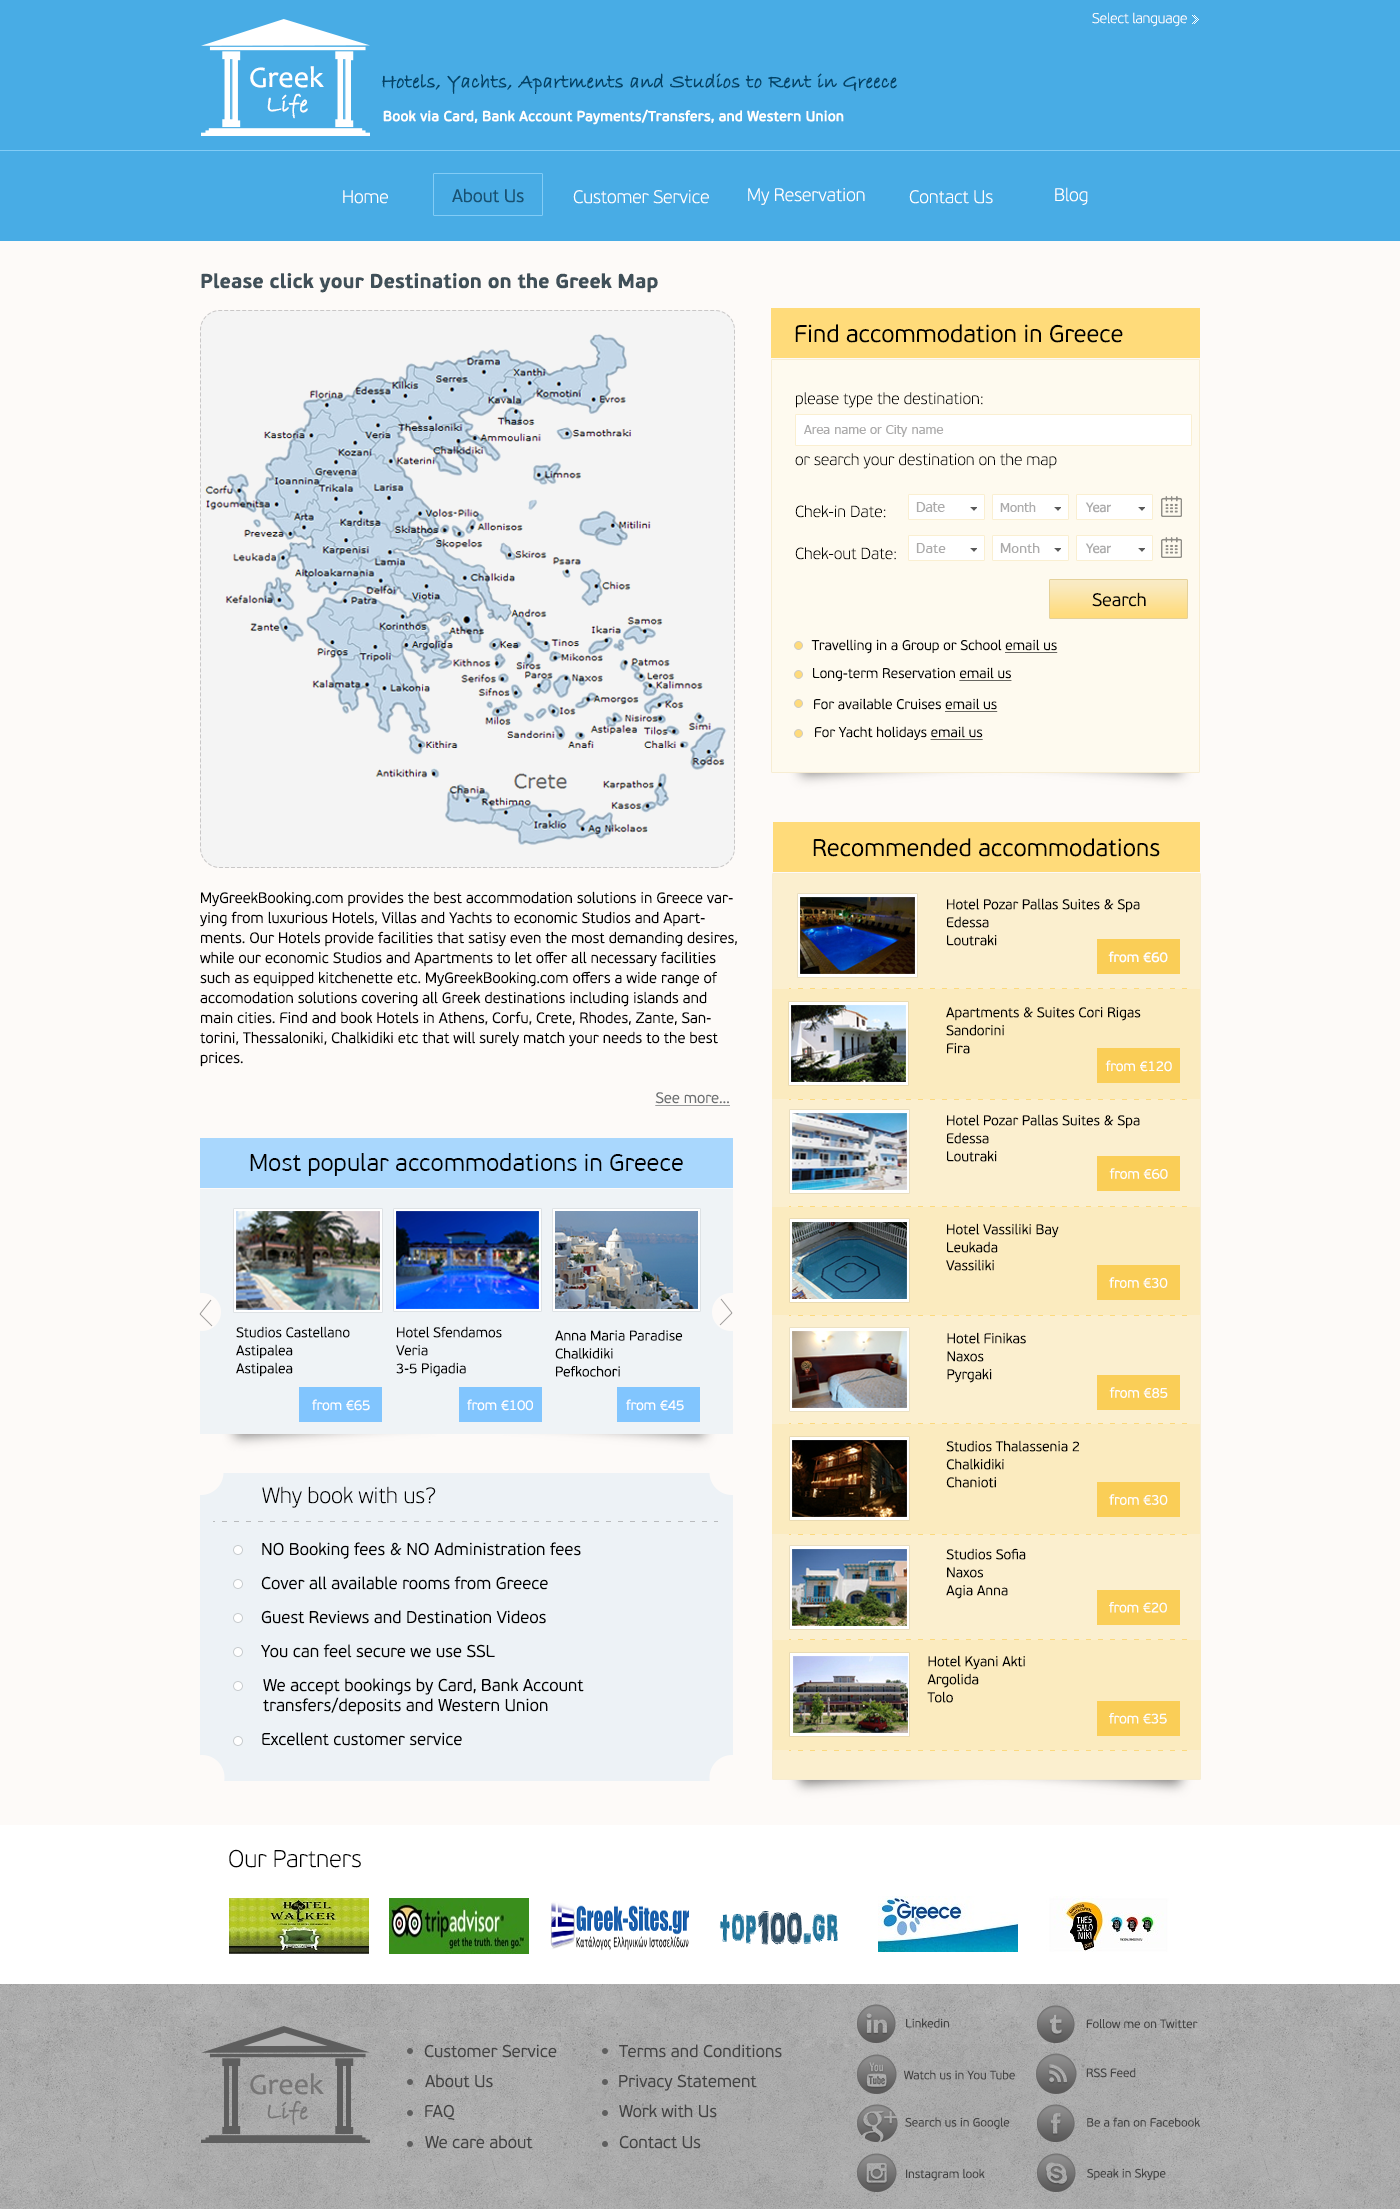 Select language
Greek
Life
Hotels, Yachts, Apartments and Studios to Rent in Greece
Book via Card, Bank Account Payments/Transfers, and Western Union
Home
About Us
Customer Service
My Reservation
Contact Us
Blog
Please click your Destination on the Greek Map
Drama
Xanthi
Serres
Kilkis
Edessa
Florina
Komotini
Kavala
Evros
Thasos
Thessaloniki
Veria
Kastoria
Ammouliani
Samothraki
Kozani
Chalkidiki
Katerini
Grevena
Limnos
Ioannina
Trikala
Larisa
Corfu
Igoumenitsa
Arta
Karditsa
Volos-Pilio
Allonisos
Mitilini
Skiathos
Preveza
Skopelos
Karpenisi
Skiros
Leukada
Lamia
Psara
Aitoloakarnania
Chalkida
Delfoi
Chios
Kefalonia
Patra
Viotia
Andros
Samos
Zante
Korinthos
Athens
Ikaria
Argolida
Kea
Tinos
Pirgos
Tripoli
Kithnos
Siros
Mikonos
Patmos
Serifos
Paros
Naxos
Leros
Kalamata
Lakonia
Sifnos
Kalimnos
Amorgos
Kos
Ios
Milos
Nisiros
Simi
Sandorini
Astipalea
Tilos
Kithira
Anafi
Chalki
Rodos
Antikithira
Crete
Karpathos
Chania
Rethimno
Kasos
Iraklio
Ag Nikolaos
Find accommodation in Greece
please type the destination:
Area name or City name
or search your destination on the map
Chek-in Date:
Date
Month
Year
Chek-out Date:
Date
Month
Year
Search
Travelling in a Group or School email us
Long-term Reservation email us
For available Cruises email us
For Yacht holidays email us
MyGreekBooking.com provides the best accommodation solutions in Greece var-
ying from luxurious Hotels, Villas and Yachts to economic Studios and Apart-
ments. Our Hotels provide facilities that satisy even the most demanding desires,
while our economic Studios and Apartments to let offer all necessary facilities
such as equipped kitchenette etc. MyGreekBooking.com offers a wide range of
accomodation solutions covering all Greek destinations including islands and
main cities. Find and book Hotels in Athens, Corfu, Crete, Rhodes, Zante, San-
torini, Thessaloniki, Chalkidiki etc that will surely match your needs to the best
prices.
See more...
Most popular accommodations in Greece
Studios Castellano
Astipalea
Astipalea
from €65
Hotel Sfendamos
Veria
3-5 Pigadia
from €100
Anna Maria Paradise
Chalkidiki
Pefkochori
from €45
Why book with us?
NO Booking fees & NO Administration fees
Cover all available rooms from Greece
Guest Reviews and Destination Videos
You can feel secure we use SSL
We accept bookings by Card, Bank Account
transfers/deposits and Western Union
Excellent customer service
Recommended accommodations
Hotel Pozar Pallas Suites & Spa
Edessa
Loutraki
from €60
Apartments & Suites Cori Rigas
Sandorini
Fira
from €120
Hotel Pozar Pallas Suites & Spa
Edessa
Loutraki
from €60
Hotel Vassiliki Bay
Leukada
Vassiliki
from €30
Hotel Finikas
Naxos
Pyrgaki
from €85
Studios Thalassenia 2
Chalkidiki
Chanioti
from €30
Studios Sofia
Naxos
Agia Anna
from €20
Hotel Kyani Akti
Argolida
Tolo
from €35
Our Partners
HOTEL
WALKER
tripadvisor
get the truth. then go.™
Greek-Sites.gr
Κατάλογος Ελληνικών Ιστοσελίδων
TOP100.GR
Greece
THES
SALO
NIKI
Greek
Life
Customer Service
About Us
FAQ
We care about
Terms and Conditions
Privacy Statement
Work with Us
Contact Us
in
Linkedin
You
Tube
Watch us in You Tube
g+
Search us in Google
Instagram look
t
Follow me on Twitter
RSS Feed
f
Be a fan on Facebook
S
Speak in Skype